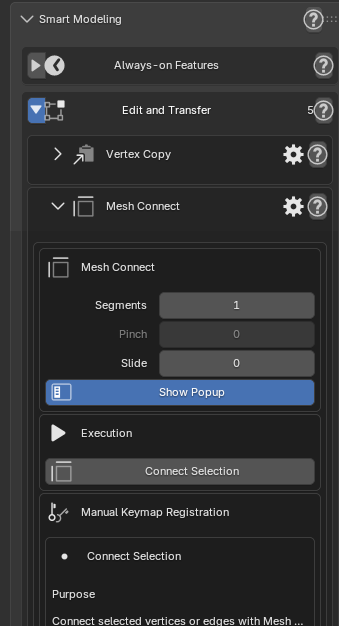 Smart Modeling ?
Always-on Features ?
Edit and Transfer 5 ?
Vertex Copy ?
Mesh Connect ?
Mesh Connect
Segments 1
Pinch 0
Slide 0
Show Popup
Execution
Connect Selection
Manual Keymap Registration
Connect Selection
Purpose
Connect selected vertices or edges with Mesh ...